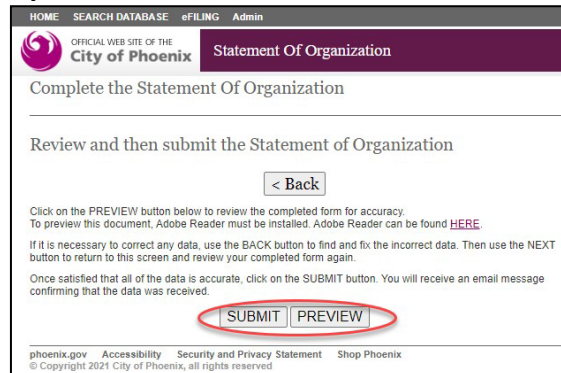 HOME SEARCH DATABASE eFILING Admin
OFFICIAL WEB SITE OF THE
City of Phoenix
Statement Of Organization
Complete the Statement Of Organization
Review and then submit the Statement of Organization
< Back
Click on the PREVIEW button below to review the completed form for accuracy.
To preview this document, Adobe Reader must be installed. Adobe Reader can be found HERE.
If it is necessary to correct any data, use the BACK button to find and fix the incorrect data. Then use the NEXT
button to return to this screen and review your completed form again.
Once satisfied that all of the data is accurate, click on the SUBMIT button. You will receive an email message
confirming that the data was received.
SUBMIT PREVIEW
phoenix.gov Accessibility Security and Privacy Statement Shop Phoenix
© Copyright 2021 City of Phoenix, all rights reserved